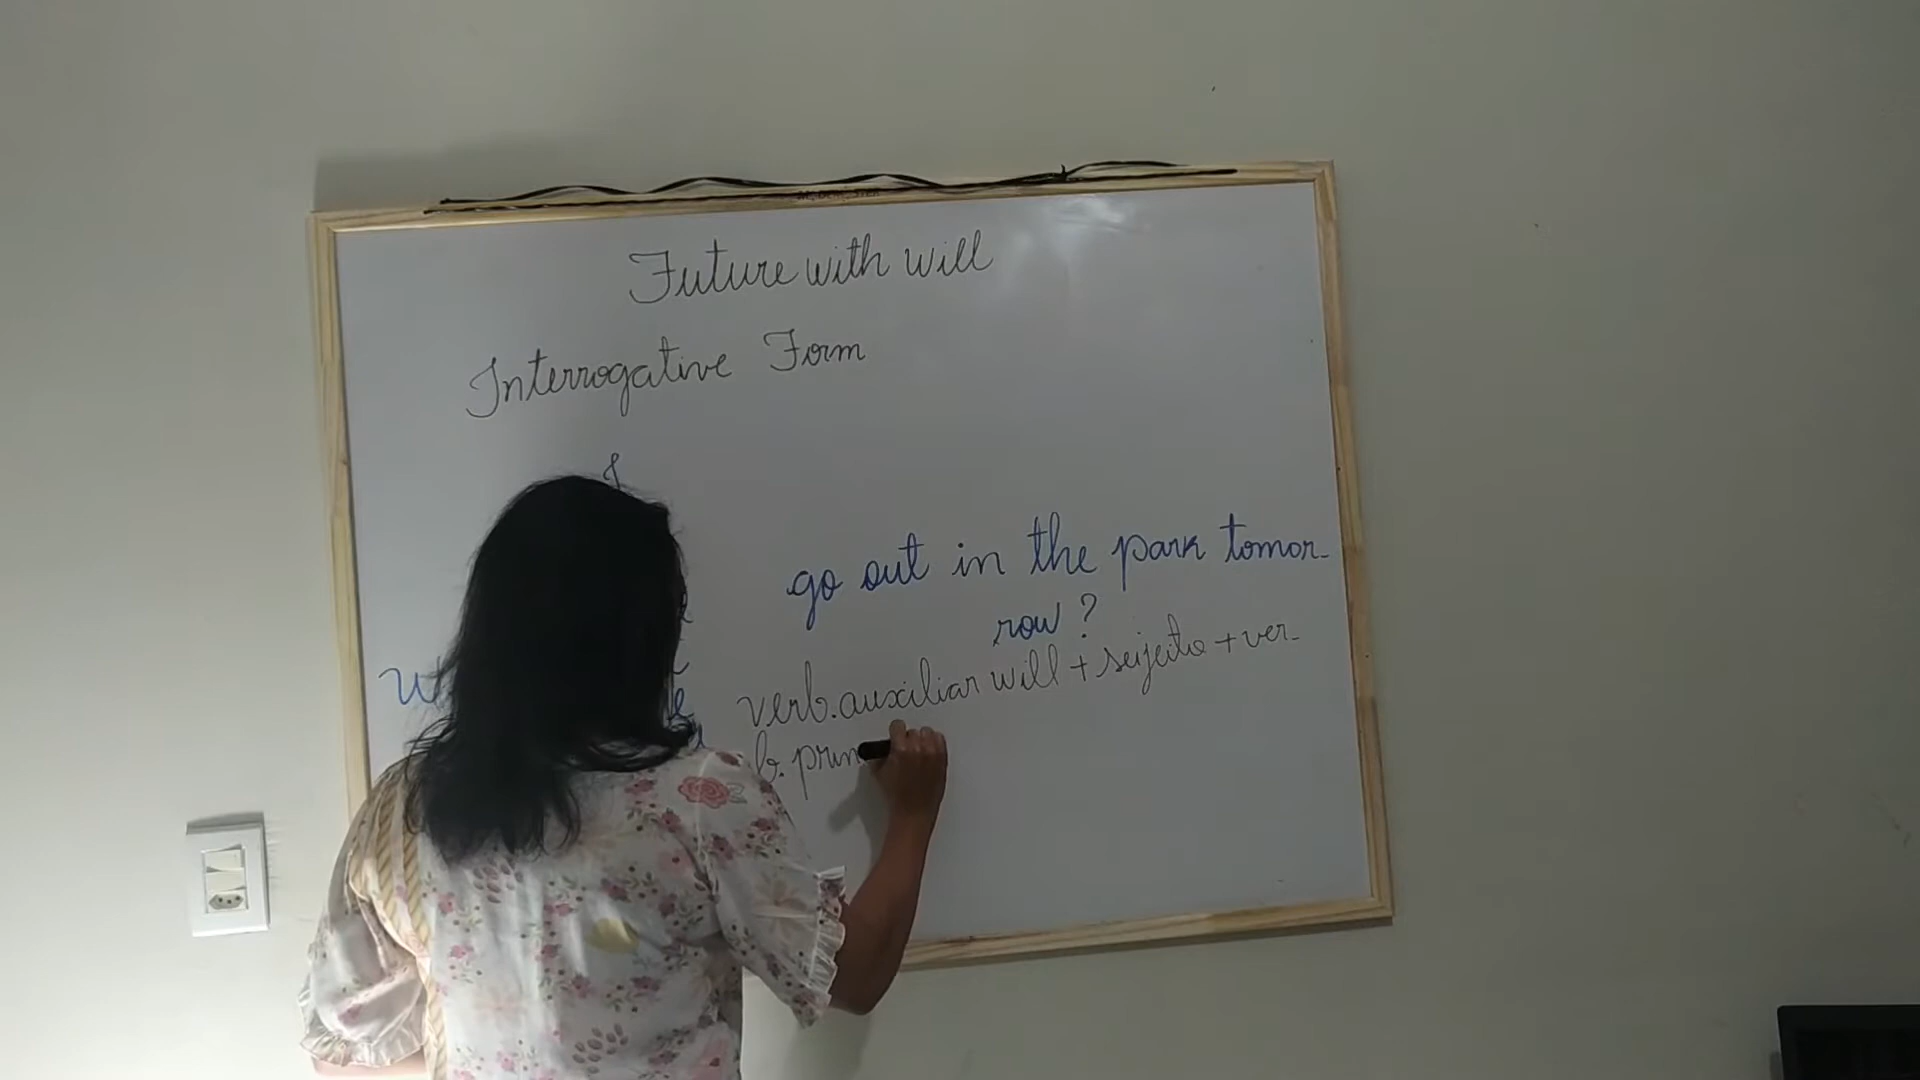 Future with will
Interrogative Form
I
go out in the park tomor-
row?
verb. auxiliar will + sujeito + ver-
b. prin